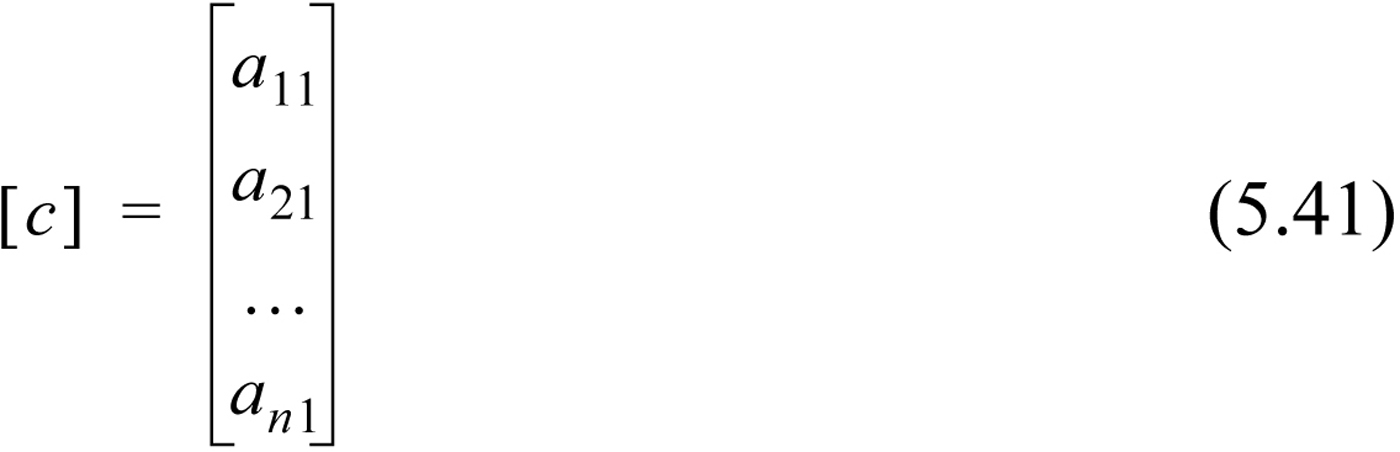 a₁₁
a₂₁
[c] = (5.41)
…
aₙ₁